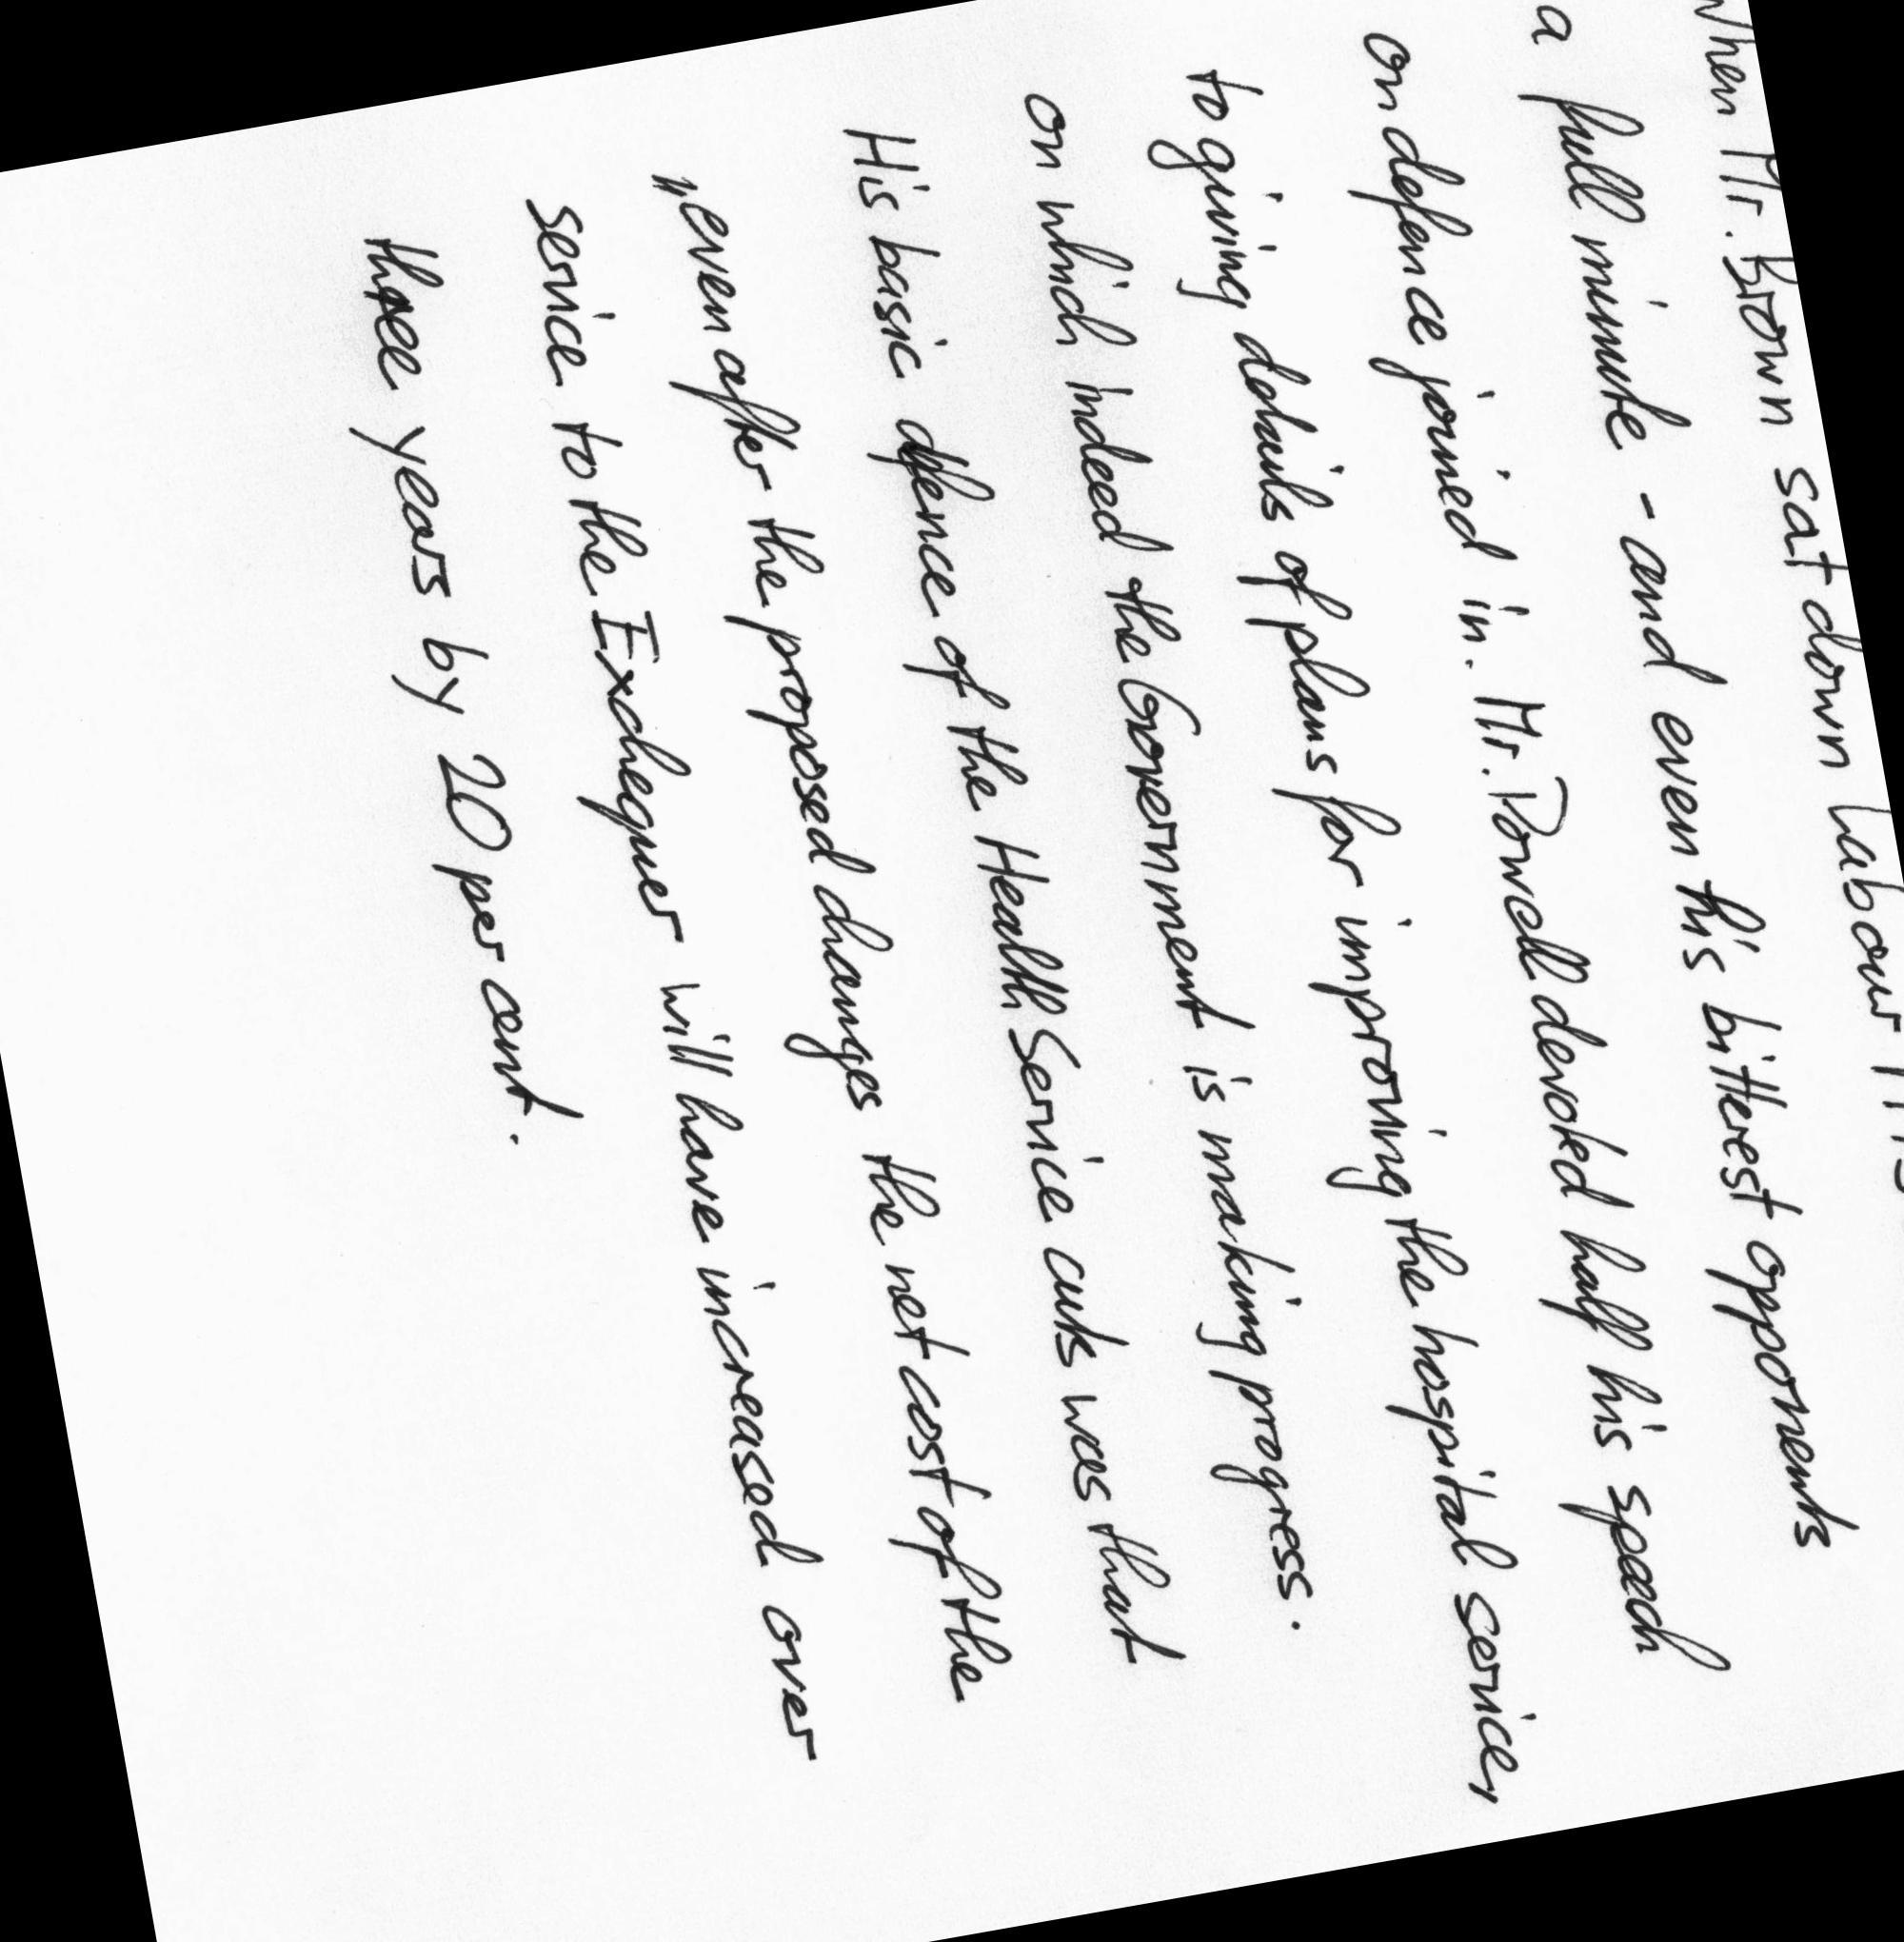 When Mr. Brown sat down Labour
a full minute - and even his bitterest opponents
on defence joined in. Mr. Powell devoted half his speech
to giving details of plans for improving the hospital service,
on which indeed the Government is making progress.
His basic defence of the Health Service cuts was that
"even after the proposed changes the net cost of the
service to the Exchequer will have increased over
three years by 20 per cent.